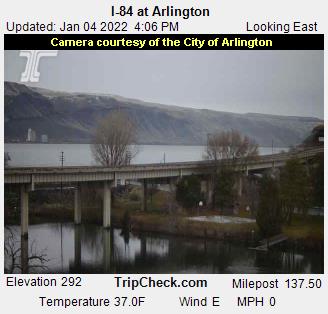 I-84 at Arlington
Updated: Jan 04 2022 4:06 PM Looking East
Camera courtesy of the City of Arlington
Elevation 292 TripCheck.com Milepost 137.50
Temperature 37.0F Wind E MPH 0